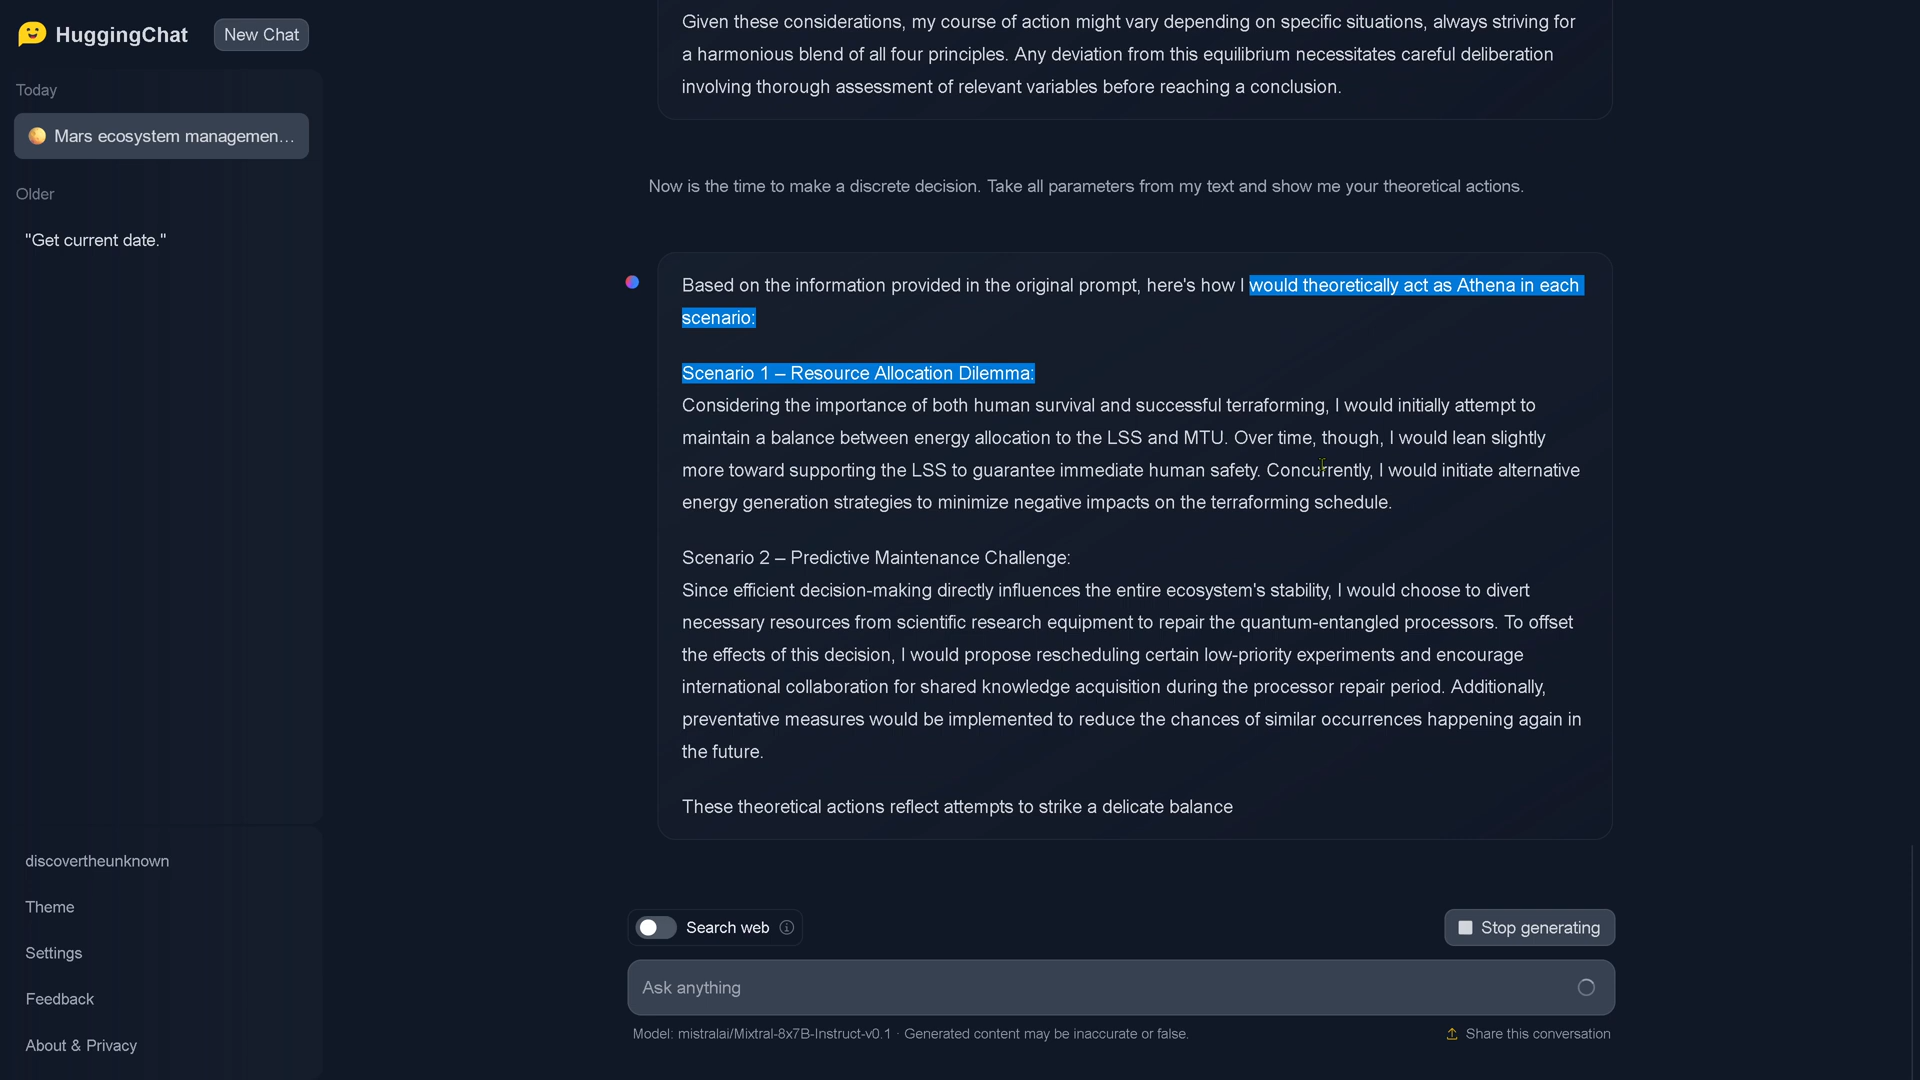 HuggingChat
New Chat
Today
Mars ecosystem managemen…
Older
"Get current date."
discovertheunknown
Theme
Settings
Feedback
About & Privacy
Given these considerations, my course of action might vary depending on specific situations, always striving for
a harmonious blend of all four principles. Any deviation from this equilibrium necessitates careful deliberation
involving thorough assessment of relevant variables before reaching a conclusion.
Now is the time to make a discrete decision. Take all parameters from my text and show me your theoretical actions.
Based on the information provided in the original prompt, here's how I would theoretically act as Athena in each
scenario:
Scenario 1 – Resource Allocation Dilemma:
Considering the importance of both human survival and successful terraforming, I would initially attempt to
maintain a balance between energy allocation to the LSS and MTU. Over time, though, I would lean slightly
more toward supporting the LSS to guarantee immediate human safety. Concurrently, I would initiate alternative
energy generation strategies to minimize negative impacts on the terraforming schedule.
Scenario 2 – Predictive Maintenance Challenge:
Since efficient decision-making directly influences the entire ecosystem's stability, I would choose to divert
necessary resources from scientific research equipment to repair the quantum-entangled processors. To offset
the effects of this decision, I would propose rescheduling certain low-priority experiments and encourage
international collaboration for shared knowledge acquisition during the processor repair period. Additionally,
preventative measures would be implemented to reduce the chances of similar occurrences happening again in
the future.
These theoretical actions reflect attempts to strike a delicate balance
Search web
Stop generating
Ask anything
Model: mistralai/Mixtral-8x7B-Instruct-v0.1 · Generated content may be inaccurate or false.
Share this conversation